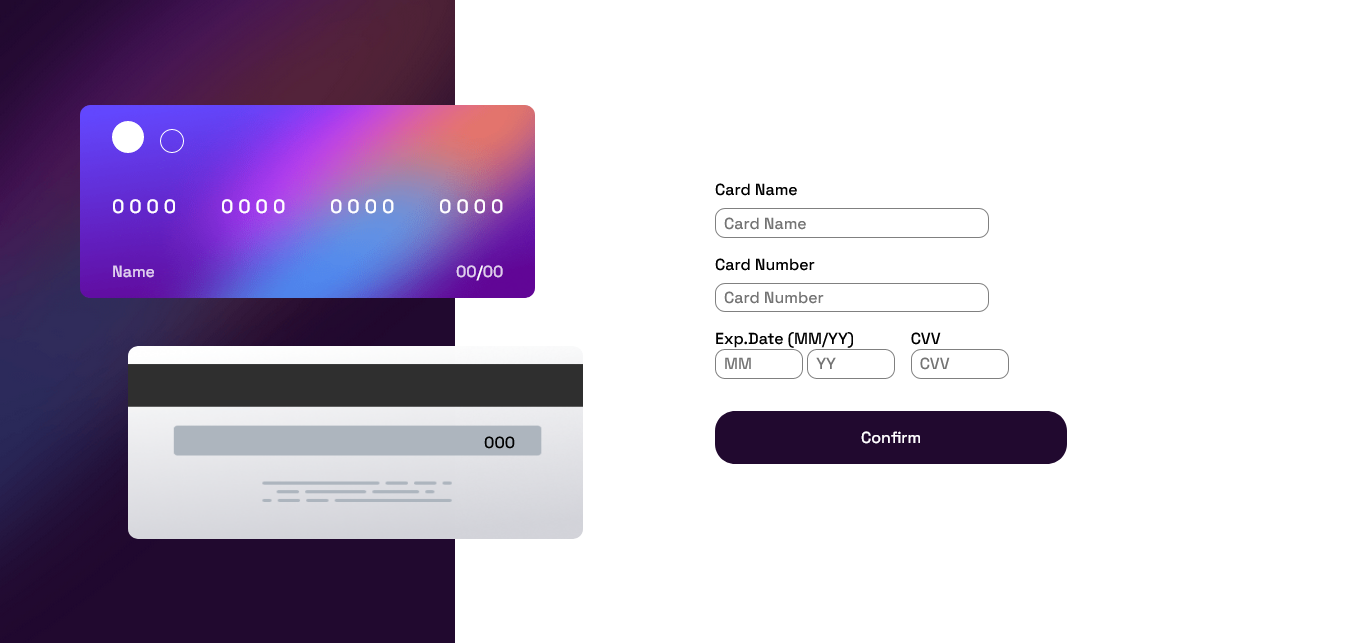 0000 0000 0000 0000
Name 00/00
000
Card Name
Card Name
Card Number
Card Number
Exp.Date (MM/YY) CVV
MM YY CVV
Confirm